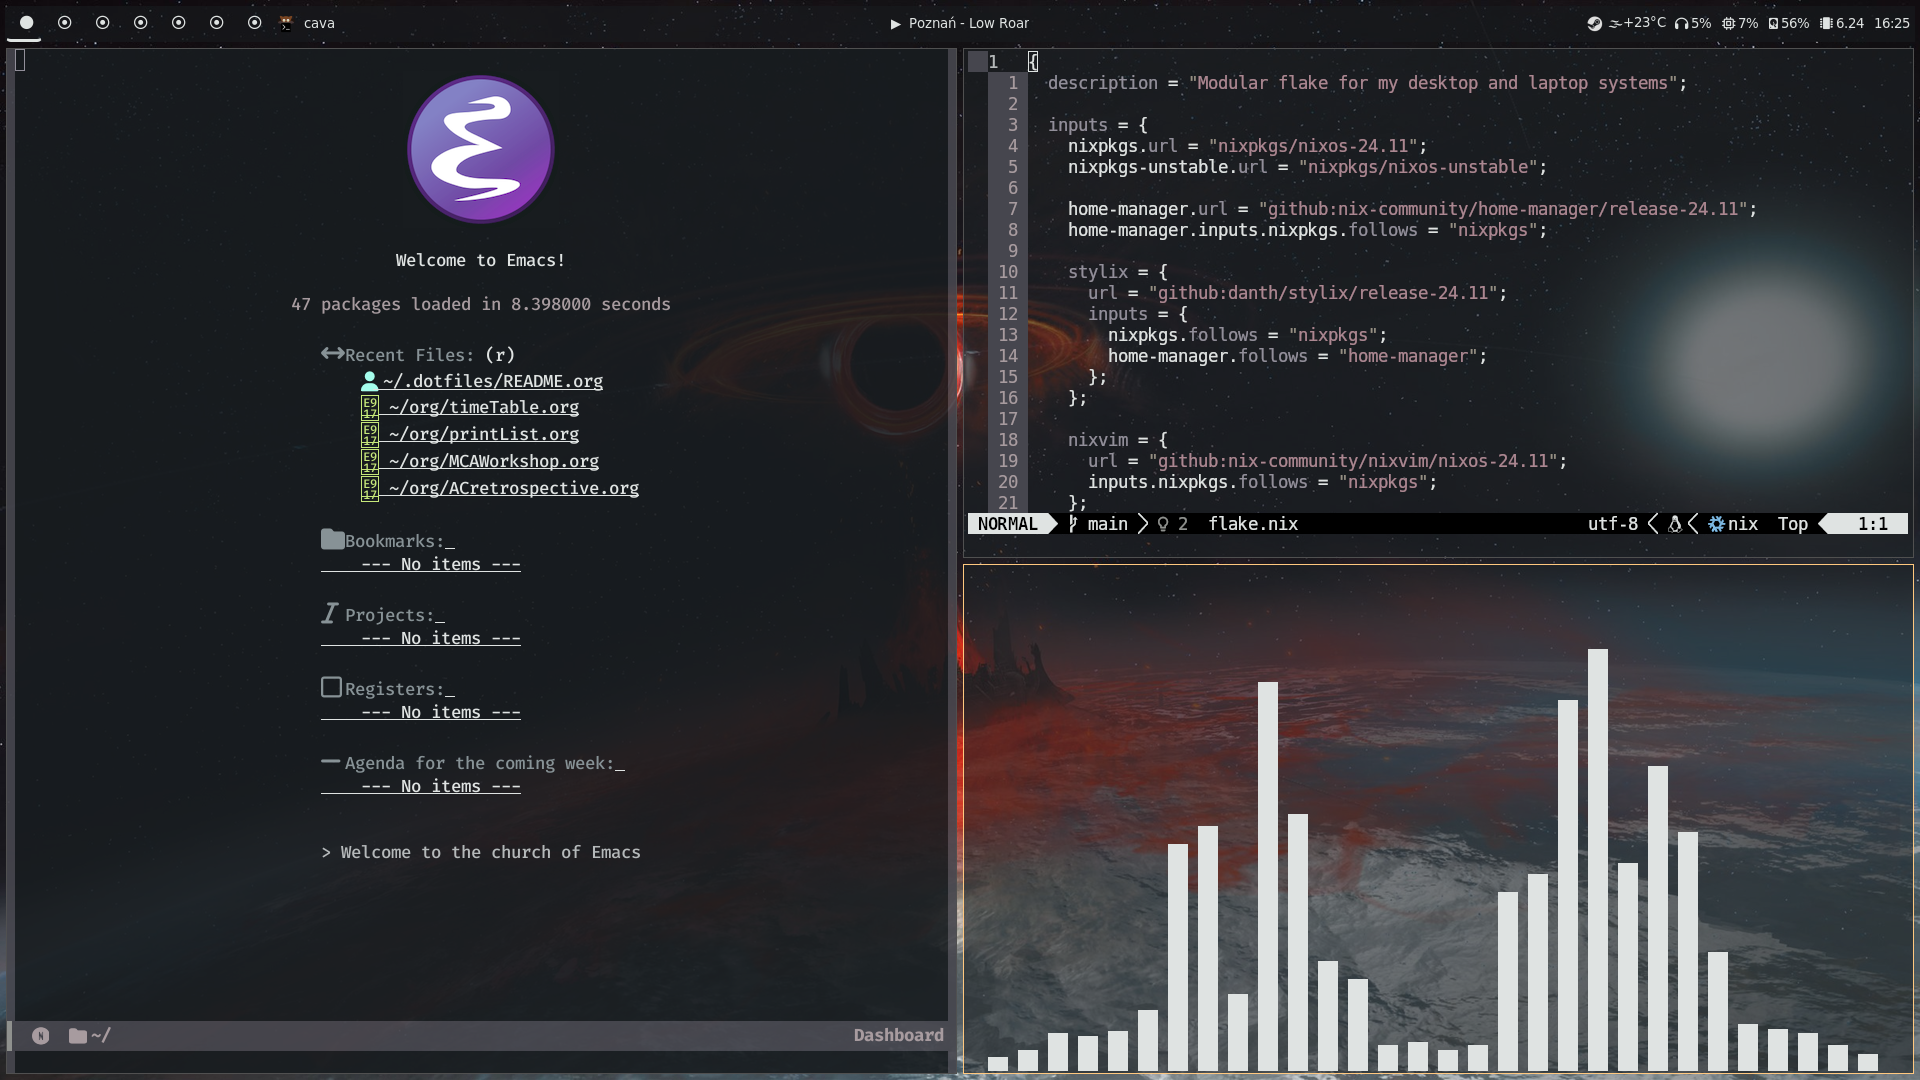 cava
▶ Poznań - Low Roar
+23°C 5% 7% 56% 6.24 16:25
Welcome to Emacs!
47 packages loaded in 8.398000 seconds
Recent Files: (r)
~/.dotfiles/README.org
E917 ~/org/timeTable.org
E917 ~/org/printList.org
E917 ~/org/MCAWorkshop.org
E917 ~/org/ACretrospective.org
Bookmarks:_
--- No items ---
Projects:_
--- No items ---
Registers:_
--- No items ---
Agenda for the coming week:_
--- No items ---
> Welcome to the church of Emacs
N ~/ Dashboard
1 {
1 description = "Modular flake for my desktop and laptop systems";
2
3 inputs = {
4 nixpkgs.url = "nixpkgs/nixos-24.11";
5 nixpkgs-unstable.url = "nixpkgs/nixos-unstable";
6
7 home-manager.url = "github:nix-community/home-manager/release-24.11";
8 home-manager.inputs.nixpkgs.follows = "nixpkgs";
9
10 stylix = {
11 url = "github:danth/stylix/release-24.11";
12 inputs = {
13 nixpkgs.follows = "nixpkgs";
14 home-manager.follows = "home-manager";
15 };
16 };
17
18 nixvim = {
19 url = "github:nix-community/nixvim/nixos-24.11";
20 inputs.nixpkgs.follows = "nixpkgs";
21 };
NORMAL main 2 flake.nix utf-8 nix Top 1:1